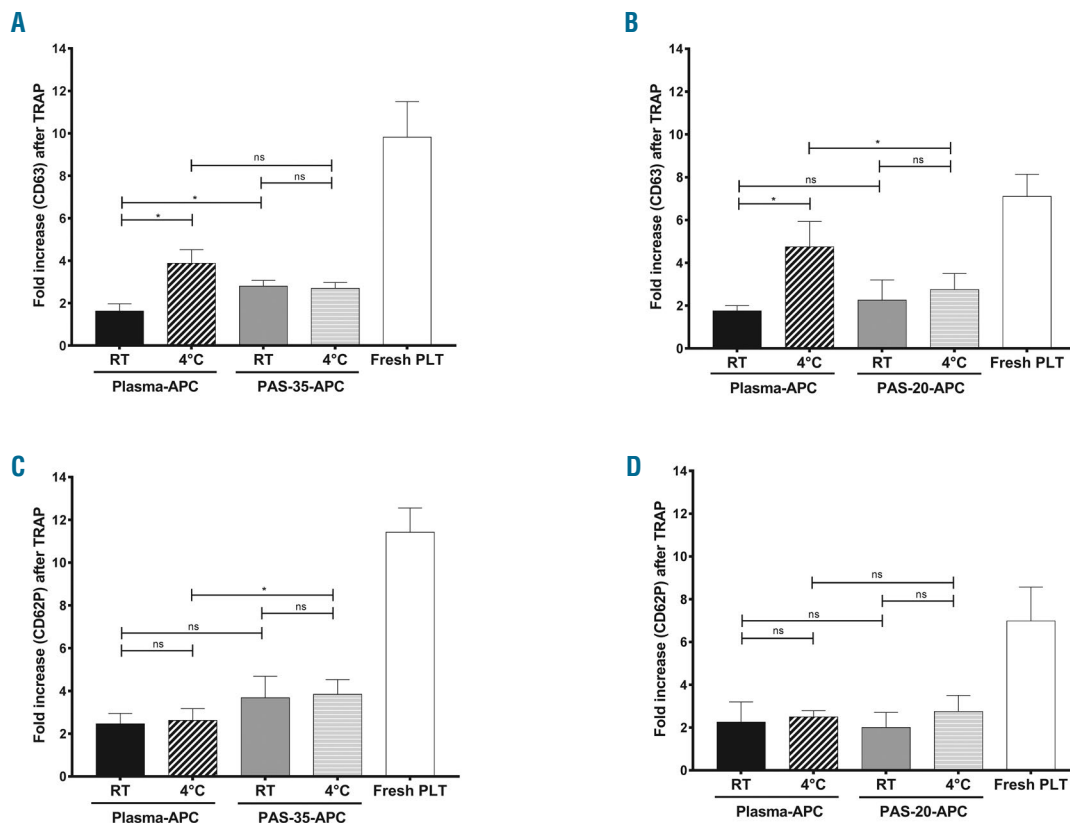 A
Fold increase (CD63) after TRAP
14
12
10
8
6
4
2
0
ns
*
ns
*
RT 4°C RT 4°C Fresh PLT
Plasma-APC PAS-35-APC
B
Fold increase (CD63) after TRAP
14
12
10
8
6
4
2
0
*
ns
ns
*
RT 4°C RT 4°C Fresh PLT
Plasma-APC PAS-20-APC
C
Fold increase (CD62P) after TRAP
14
12
10
8
6
4
2
0
*
ns
ns
ns
RT 4°C RT 4°C Fresh PLT
Plasma-APC PAS-35-APC
D
Fold increase (CD62P) after TRAP
14
12
10
8
6
4
2
0
ns
ns
ns
ns
RT 4°C RT 4°C Fresh PLT
Plasma-APC PAS-20-APC